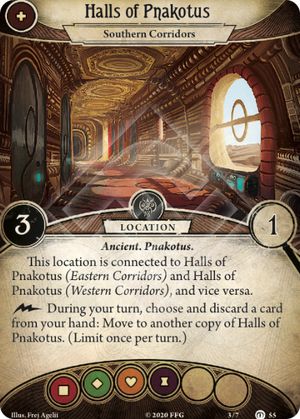 Halls of Pnakotus
Southern Corridors
3
LOCATION
1
Ancient. Pnakotus.
This location is connected to Halls of
Pnakotus (Eastern Corridors) and Halls of
Pnakotus (Western Corridors), and vice versa.
During your turn, choose and discard a card
from your hand: Move to another copy of Halls of
Pnakotus. (Limit once per turn.)
Illus. Frej Agelii
© 2020 FFG
3/7
55